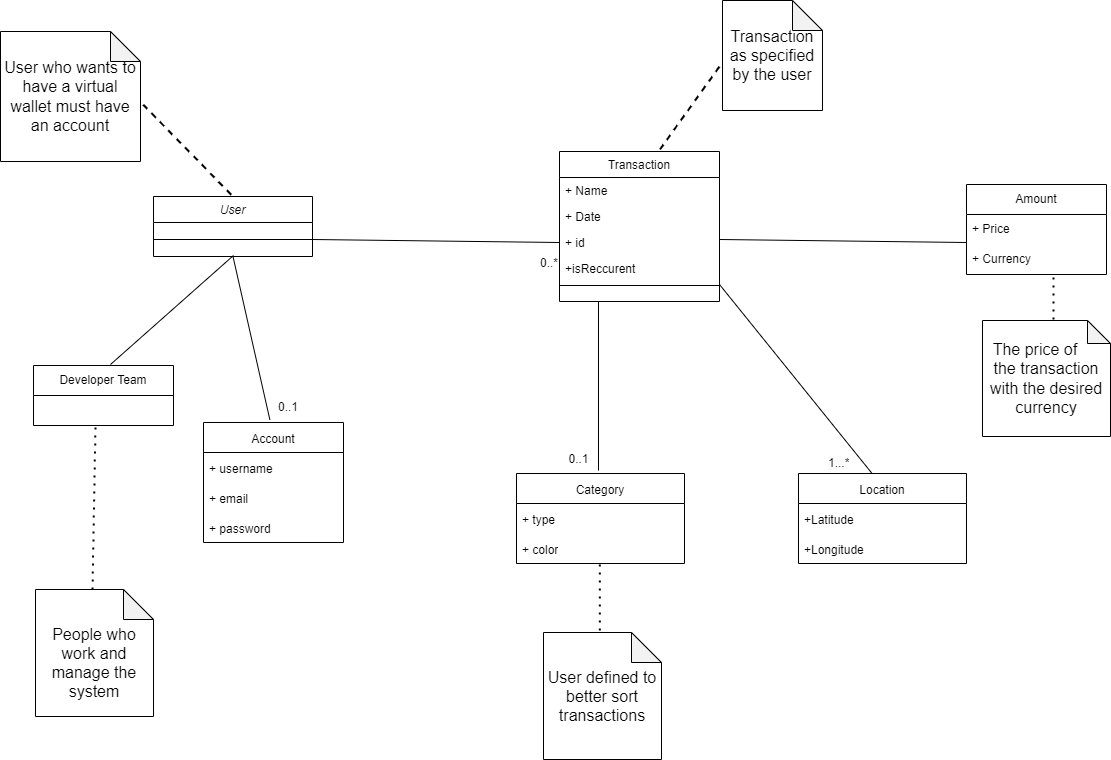 Transaction
as specified
by the user
User who wants to
have a virtual
wallet must have
an account
Transaction
+ Name
+ Date
+ id
+isReccurent
User
0..*
Amount
+ Price
+ Currency
The price of
the transaction
with the desired
currency
Developer Team
0..1
Account
+ username
+ email
+ password
0..1
Category
+ type
+ color
1...*
Location
+Latitude
+Longitude
People who
work and
manage the
system
User defined to
better sort
transactions